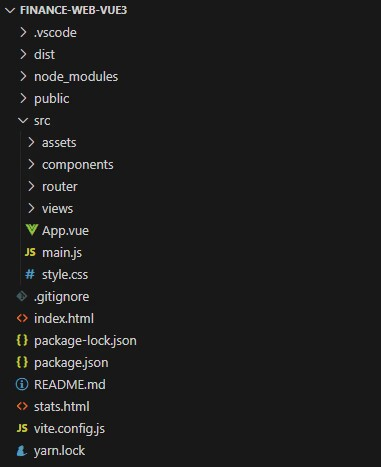 FINANCE-WEB-VUE3
.vscode
dist
node_modules
public
src
assets
components
router
views
App.vue
JS main.js
# style.css
.gitignore
<> index.html
{} package-lock.json
{} package.json
README.md
<> stats.html
JS vite.config.js
yarn.lock